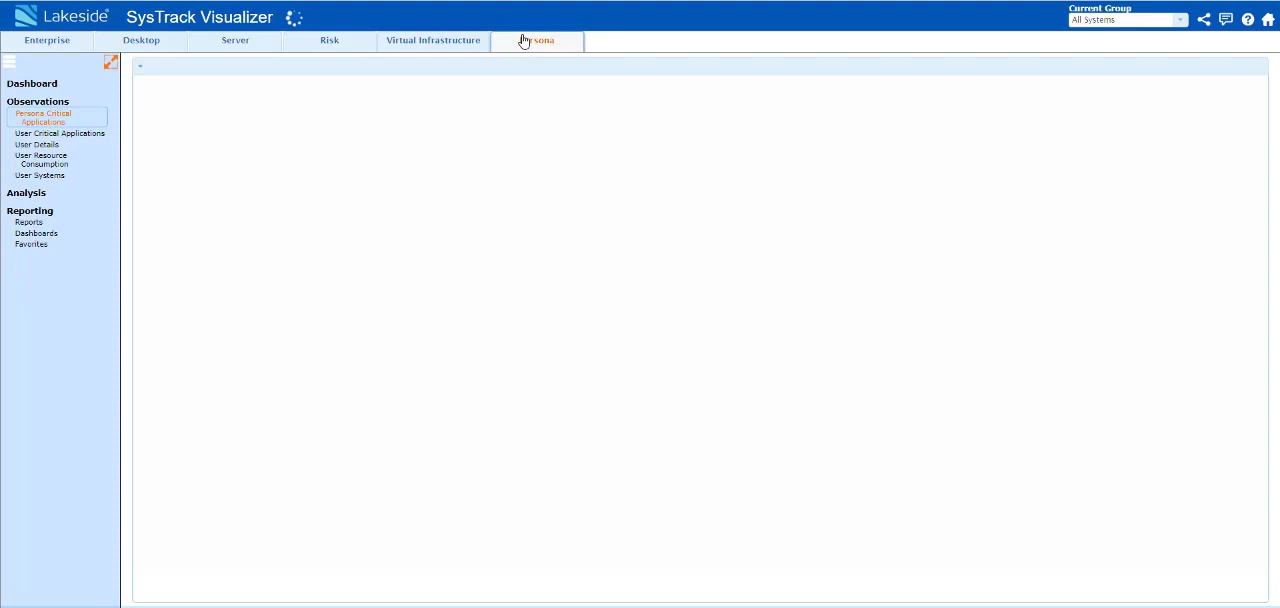 Lakeside® SysTrack Visualizer
Current Group
All Systems
Enterprise Desktop Server Risk Virtual Infrastructure
Dashboard
Observations
Persona Critical
Applications
User Critical Applications
User Details
User Resource
Consumption
User Systems
Analysis
Reporting
Reports
Dashboards
Favorites